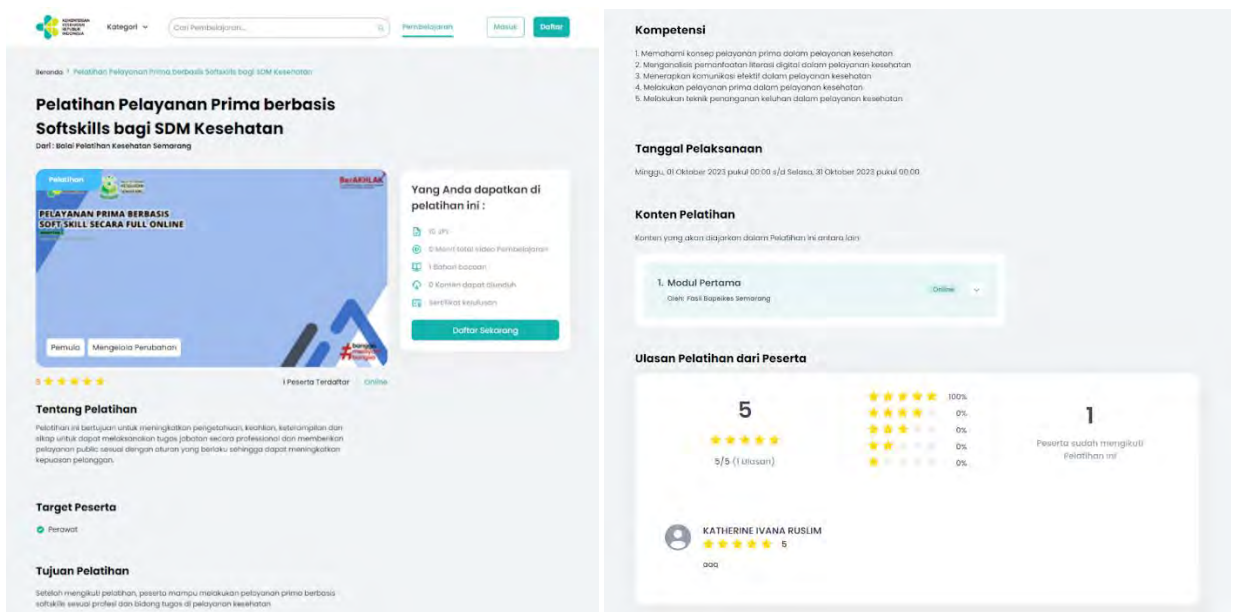 KEMENTERIAN
KESEHATAN
REPUBLIK
INDONESIA
Kategori
Cari Pembelajaran...
Pembelajaran
Masuk
Daftar
Beranda
Pelatihan Pelayanan Prima berbasis Softskills bagi SDM Kesehatan
Pelatihan Pelayanan Prima berbasis
Softskills bagi SDM Kesehatan
Dari : Balai Pelatihan Kesehatan Semarang
Pelatihan
BerAKHLAK
PELAYANAN PRIMA BERBASIS
SOFT SKILL SECARA FULL ONLINE
Pemula
Mengelola Perubahan
#bangga
melayani
bangsa
Yang Anda dapatkan di
pelatihan ini :
JPL
0 Menit total video Pembelajaran
1 Bahan bacaan
0 Konten dapat diunduh
Sertifikat kelulusan
Daftar Sekarang
5
1 Peserta Terdaftar
Online
Tentang Pelatihan
Pelatihan ini bertujuan untuk meningkatkan pengetahuan, keahlian, keterampilan dan
sikap untuk dapat melaksanakan tugas jabatan secara professional dan memberikan
pelayanan public sesuai dengan aturan yang berlaku sehingga dapat meningkatkan
kepuasan pelanggan.
Target Peserta
Perawat
Tujuan Pelatihan
Setelah mengikuti pelatihan, peserta mampu melakukan pelayanan prima berbasis
softskills sesuai profesi dan bidang tugas di pelayanan kesehatan
Kompetensi
1. Memahami konsep pelayanan prima dalam pelayanan kesehatan
2. Menganalisis pemanfaatan literasi digital dalam pelayanan kesehatan
3. Menerapkan komunikasi efektif dalam pelayanan kesehatan
4. Melakukan pelayanan prima dalam pelayanan kesehatan
5. Melakukan teknik penanganan keluhan dalam pelayanan kesehatan
Tanggal Pelaksanaan
Minggu, 01 Oktober 2023 pukul 00:00 s/d Selasa, 31 Oktober 2023 pukul 00:00
Konten Pelatihan
Konten yang akan diajarkan dalam Pelatihan ini antara lain
1. Modul Pertama
Oleh: Fasil Bapelkes Semarang
Online
Ulasan Pelatihan dari Peserta
5
5/5 (1 Ulasan)
100%
0%
0%
0%
0%
1
Peserta sudah mengikuti
Pelatihan ini
KATHERINE IVANA RUSLIM
5
aaa